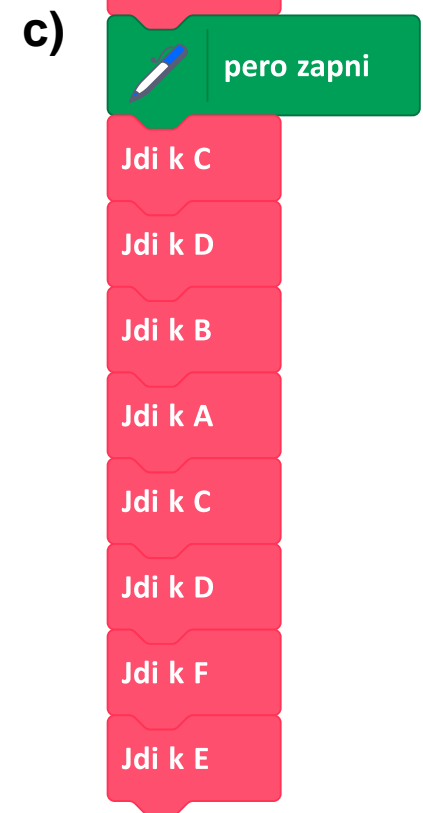 c)
pero zapni
Jdi k C
Jdi k D
Jdi k B
Jdi k A
Jdi k C
Jdi k D
Jdi k F
Jdi k E